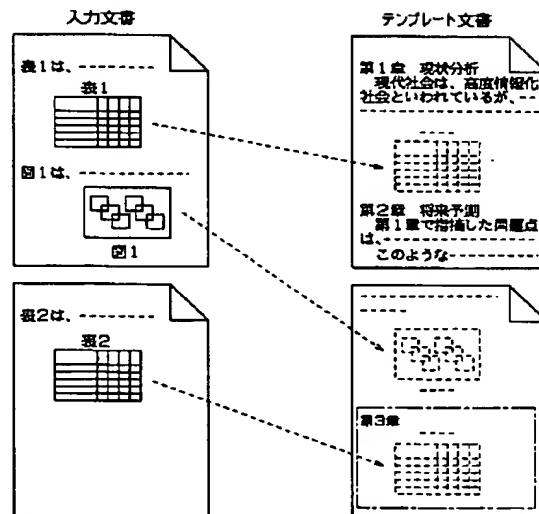 入力文書
テンプレート文書
表1は、
表1
図1は、
図1
表2は、
表2
第1章 現状分析
現代社会は、高度情報化
社会といわれているが、
第2章 将来予測
第1章で指摘した問題点
は、
このような
第3章